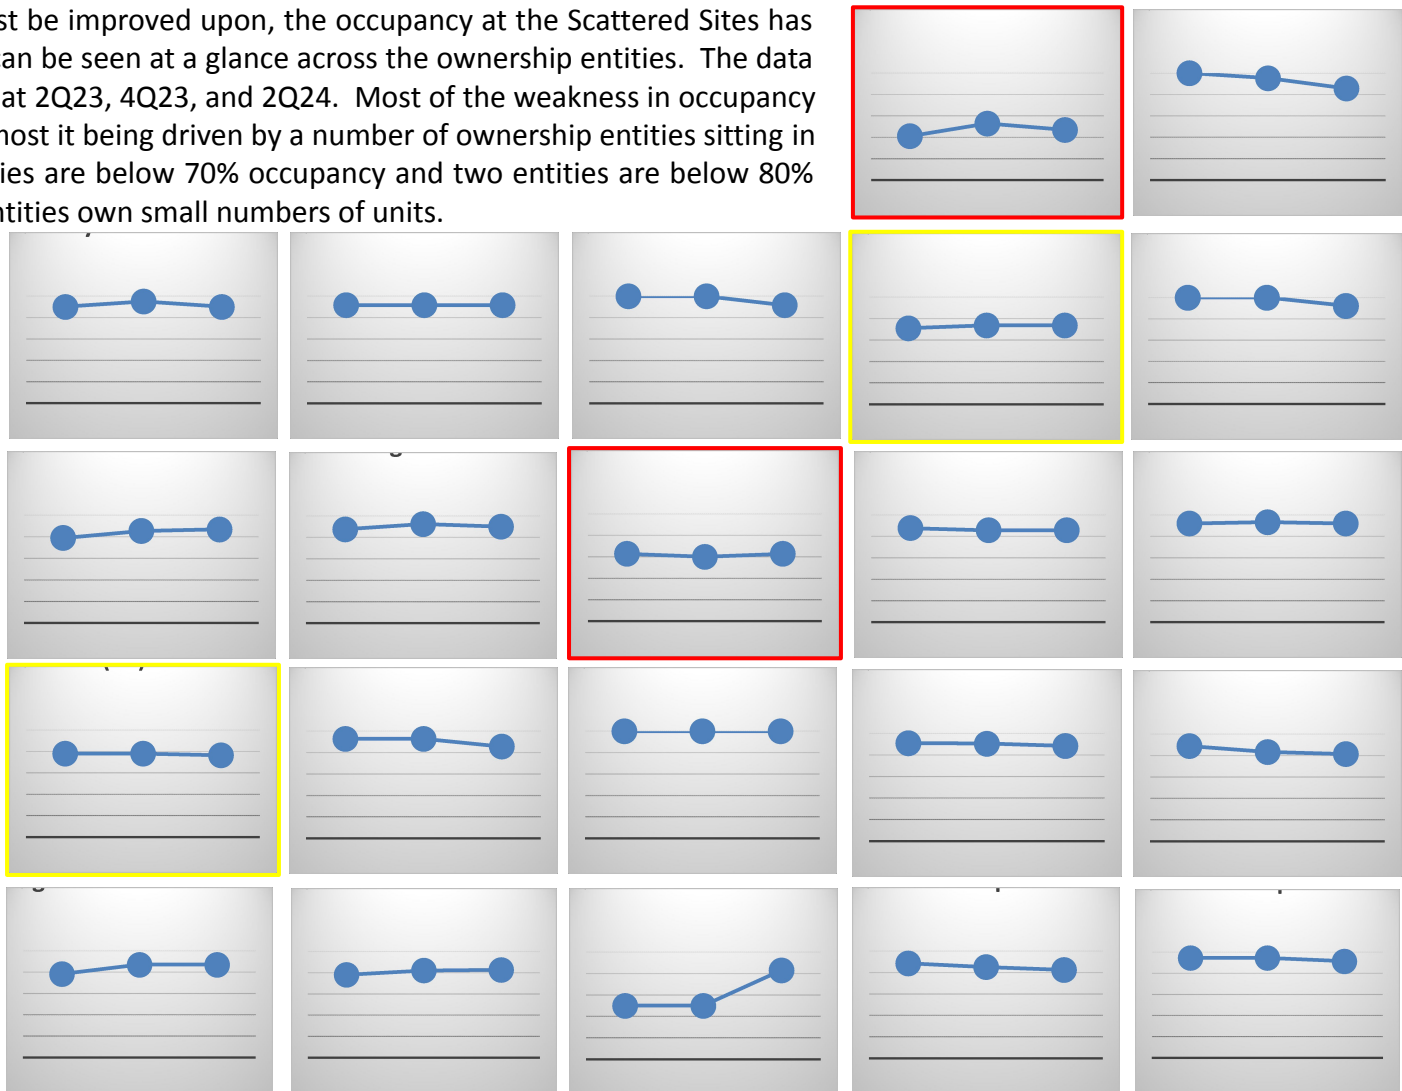 st be improved upon, the occupancy at the Scattered Sites has
can be seen at a glance across the ownership entities. The data
at 2Q23, 4Q23, and 2Q24. Most of the weakness in occupancy
most it being driven by a number of ownership entities sitting in
ties are below 70% occupancy and two entities are below 80%
ntities own small numbers of units.